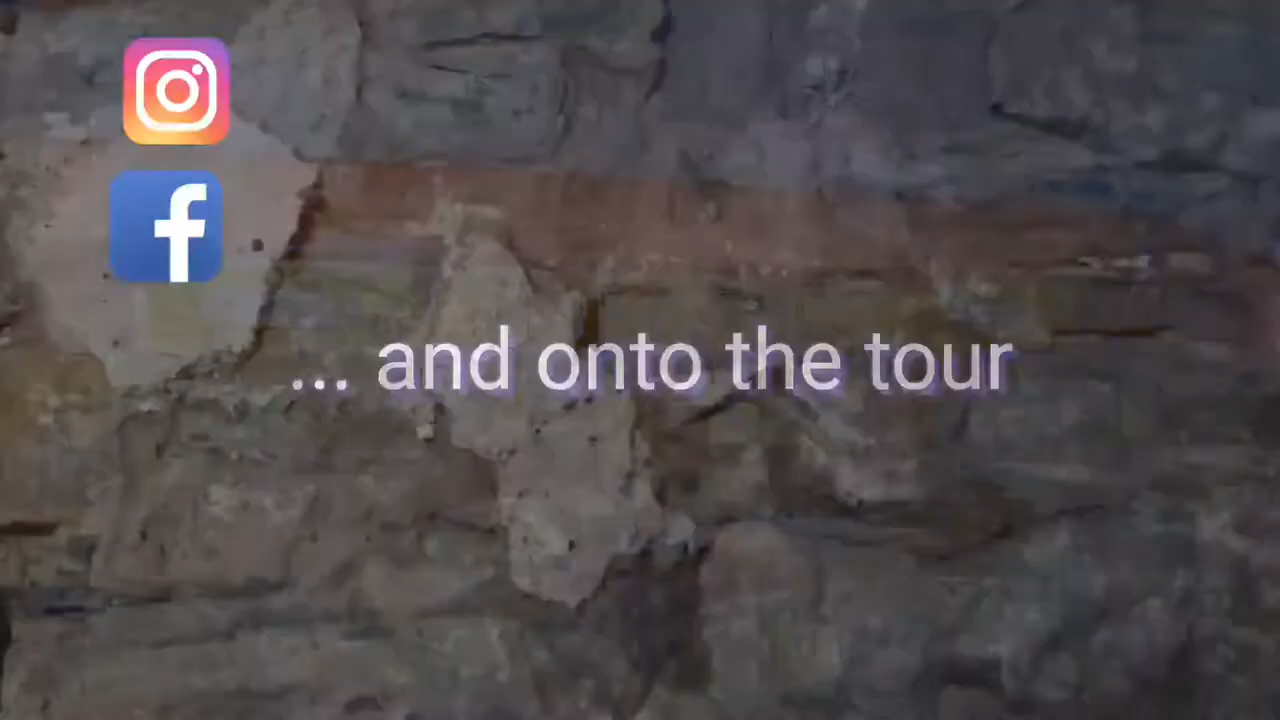 ... and onto the tour